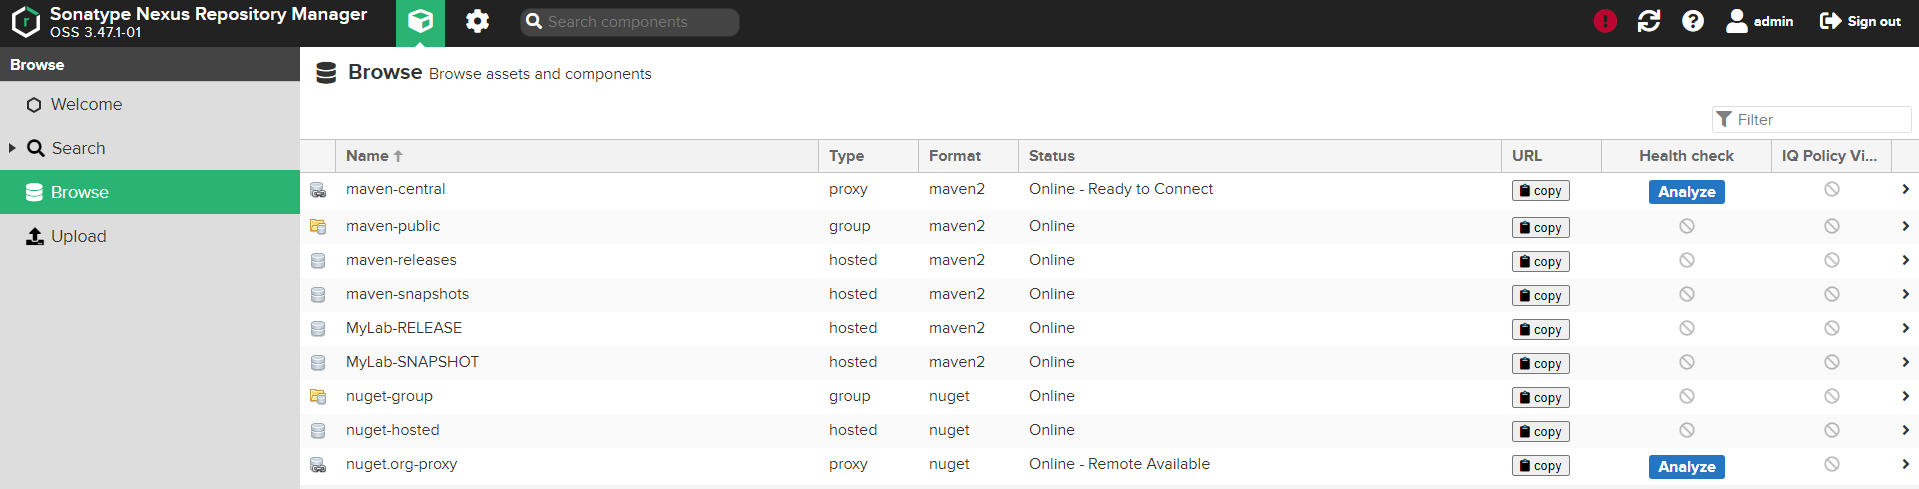 Sonatype Nexus Repository Manager
OSS 3.47.1-01
Search components
admin
Sign out
Browse
Welcome
Search
Browse
Upload
Browse Browse assets and components
Filter
Name Type Format Status URL Health check IQ Policy Vi...
maven-central proxy maven2 Online - Ready to Connect copy Analyze
maven-public group maven2 Online copy
maven-releases hosted maven2 Online copy
maven-snapshots hosted maven2 Online copy
MyLab-RELEASE hosted maven2 Online copy
MyLab-SNAPSHOT hosted maven2 Online copy
nuget-group group nuget Online copy
nuget-hosted hosted nuget Online copy
nuget.org-proxy proxy nuget Online - Remote Available copy Analyze